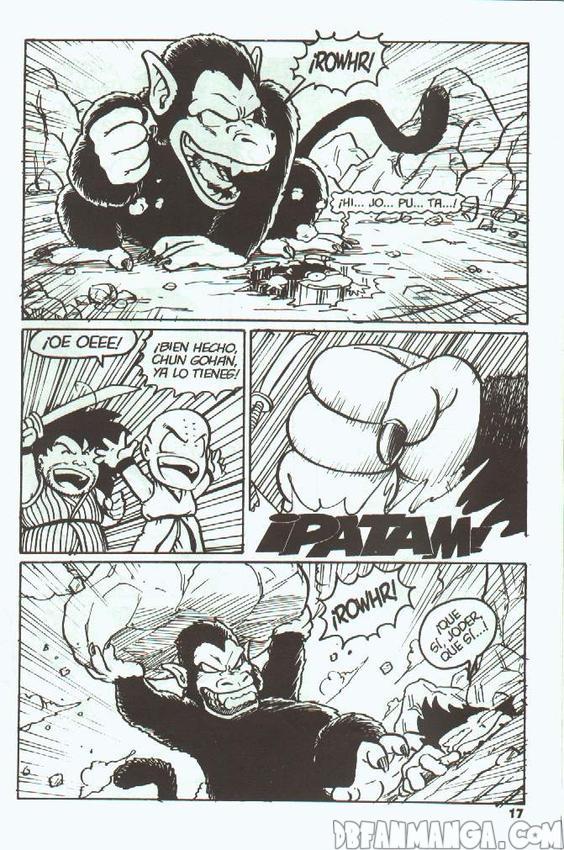 ¡ROWHR!
¡HI... JO... PU... TA...!
¡OE OEEE!
¡BIEN HECHO,
CHUN GOHAN,
YA LO TIENES!
¡PATAM!
¡ROWHR!
¡QUE
SÍ, JODER
QUE SÍ...!
17
DBFANMANGA.COM